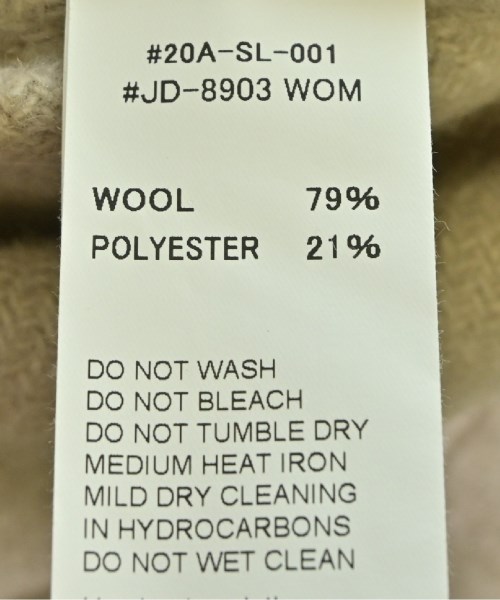 #20A-SL-001
#JD-8903 WOM
WOOL 79%
POLYESTER 21%
DO NOT WASH
DO NOT BLEACH
DO NOT TUMBLE DRY
MEDIUM HEAT IRON
MILD DRY CLEANING
IN HYDROCARBONS
DO NOT WET CLEAN